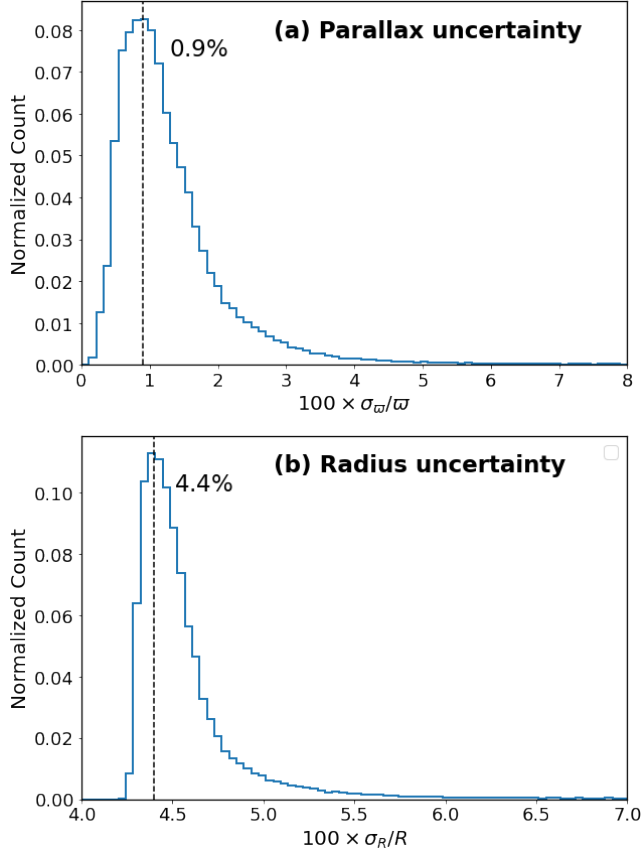 (a) Parallax uncertainty
0.9%
Normalized Count
0.08
0.07
0.06
0.05
0.04
0.03
0.02
0.01
0.00
0 1 2 3 4 5 6 7 8
100 × σϖ/ϖ
(b) Radius uncertainty
4.4%
Normalized Count
0.10
0.08
0.06
0.04
0.02
0.00
4.0 4.5 5.0 5.5 6.0 6.5 7.0
100 × σR/R